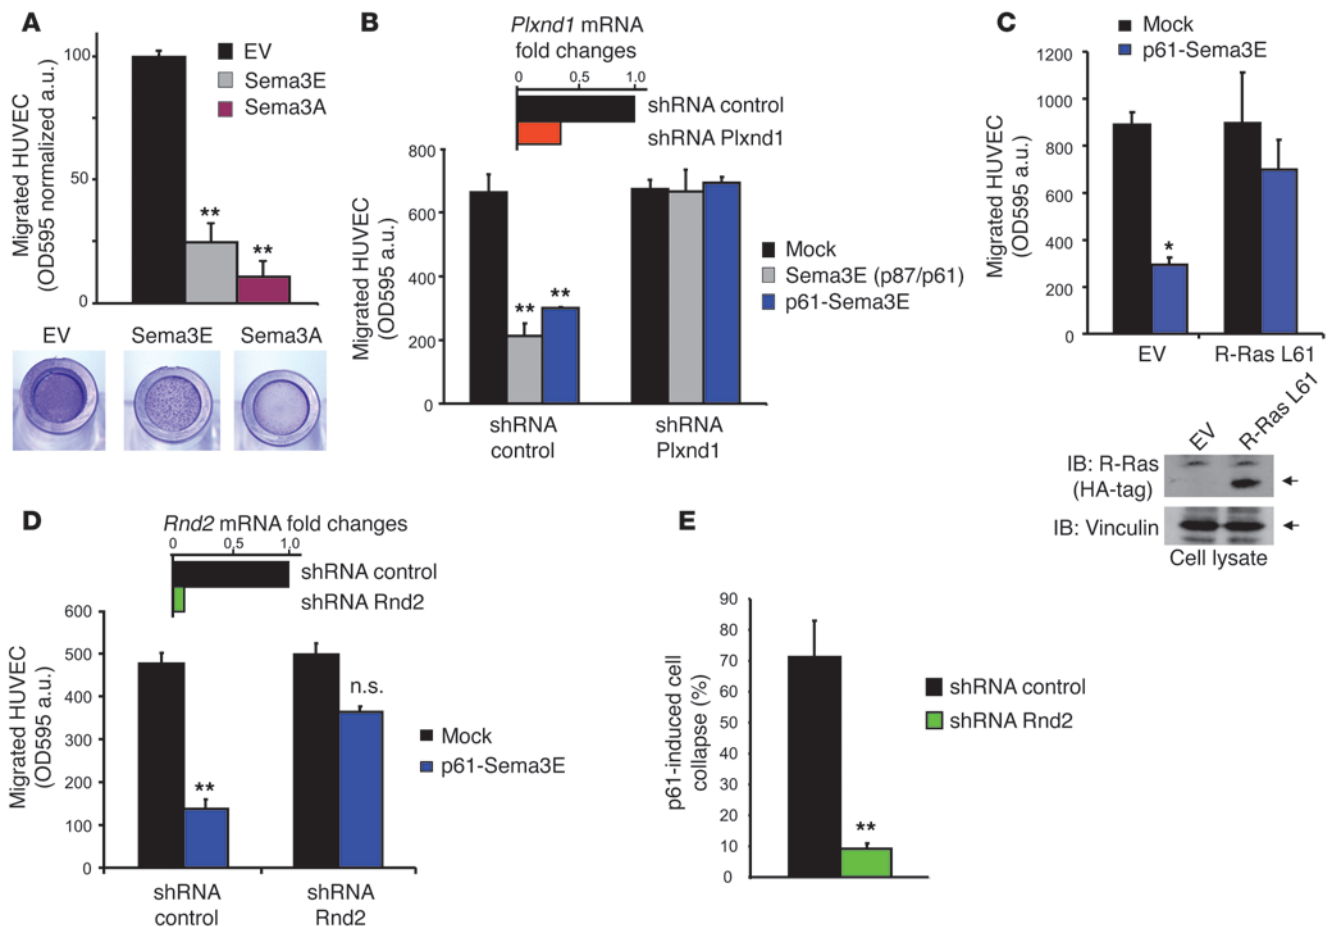 A
Migrated HUVEC
(OD595 normalized a.u.)
100
50
0
EV
Sema3E
Sema3A
**
**
EV Sema3E Sema3A
B
Plxnd1 mRNA
fold changes
0 0.5 1.0
shRNA control
shRNA Plxnd1
Migrated HUVEC
(OD595 a.u.)
800
600
400
200
0
**
**
Mock
Sema3E (p87/p61)
p61-Sema3E
shRNA
control
shRNA
Plxnd1
C
Mock
p61-Sema3E
Migrated HUVEC
(OD595 a.u.)
1200
1000
800
600
400
200
0
*
EV R-Ras L61
EV R-Ras L61
IB: R-Ras
(HA-tag)
IB: Vinculin
Cell lysate
D
Rnd2 mRNA fold changes
0 0.5 1.0
shRNA control
shRNA Rnd2
Migrated HUVEC
(OD595 a.u.)
600
500
400
300
200
100
0
**
n.s.
Mock
p61-Sema3E
shRNA
control
shRNA
Rnd2
E
p61-induced cell
collapse (%)
90
80
70
60
50
40
30
20
10
0
**
shRNA control
shRNA Rnd2